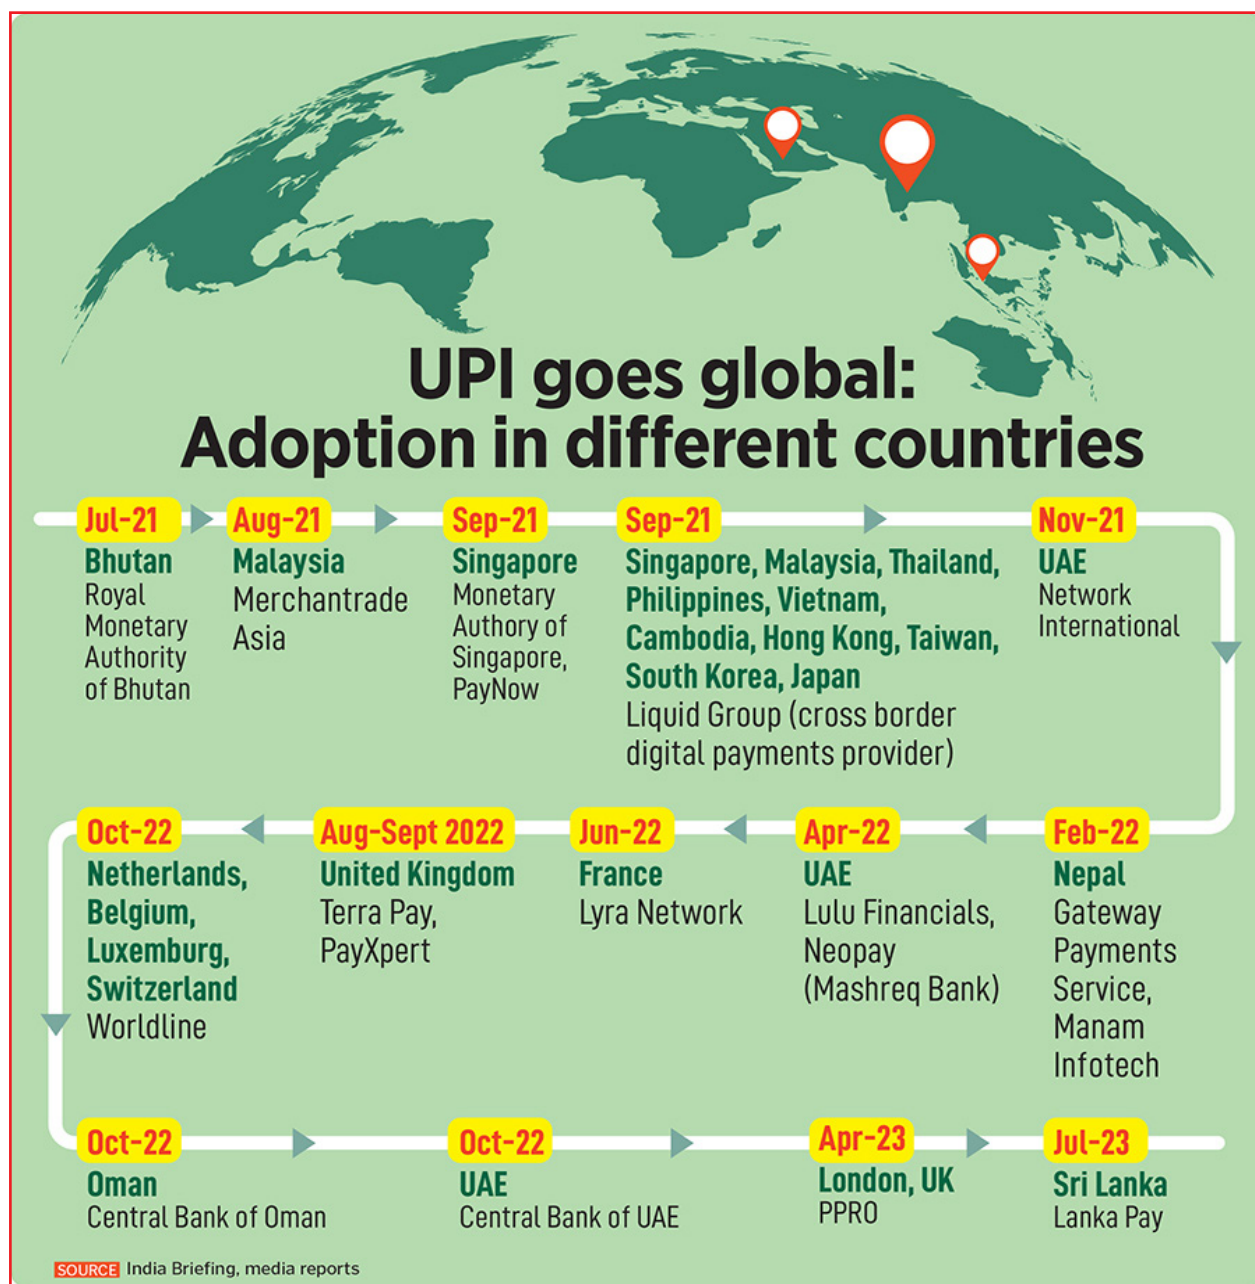 UPI goes global:
Adoption in different countries
Jul-21
Bhutan
Royal
Monetary
Authority
of Bhutan
Aug-21
Malaysia
Merchantrade
Asia
Sep-21
Singapore
Monetary
Authory of
Singapore,
PayNow
Sep-21
Singapore, Malaysia, Thailand,
Philippines, Vietnam,
Cambodia, Hong Kong, Taiwan,
South Korea, Japan
Liquid Group (cross border
digital payments provider)
Nov-21
UAE
Network
International
Feb-22
Nepal
Gateway
Payments
Service,
Manam
Infotech
Apr-22
UAE
Lulu Financials,
Neopay
(Mashreq Bank)
Jun-22
France
Lyra Network
Aug-Sept 2022
United Kingdom
Terra Pay,
PayXpert
Oct-22
Netherlands,
Belgium,
Luxemburg,
Switzerland
Worldline
Oct-22
Oman
Central Bank of Oman
Oct-22
UAE
Central Bank of UAE
Apr-23
London, UK
PPRO
Jul-23
Sri Lanka
Lanka Pay
SOURCE India Briefing, media reports